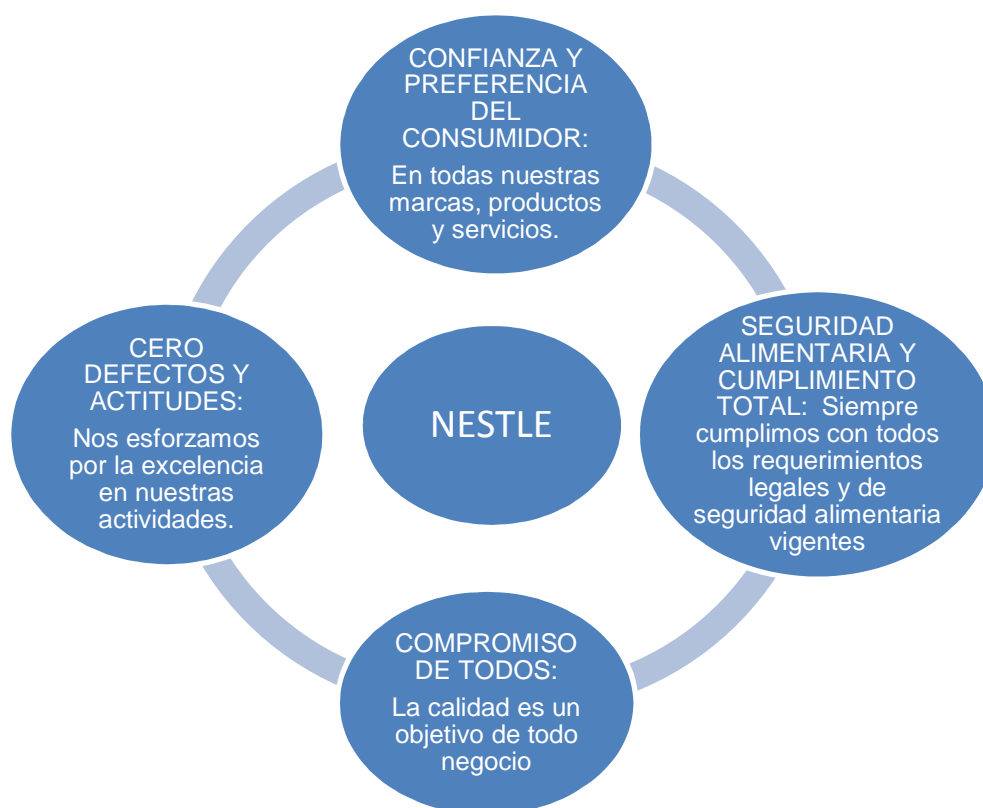 CONFIANZA Y
PREFERENCIA
DEL
CONSUMIDOR:
En todas nuestras
marcas, productos
y servicios.
SEGURIDAD
ALIMENTARIA Y
CUMPLIMIENTO
TOTAL:  Siempre
cumplimos con todos
los requerimientos
legales y de
seguridad alimentaria
vigentes
COMPROMISO
DE TODOS:
La calidad es un
objetivo de todo
negocio
CERO
DEFECTOS Y
ACTITUDES:
Nos esforzamos
por la excelencia
en nuestras
actividades.
NESTLE